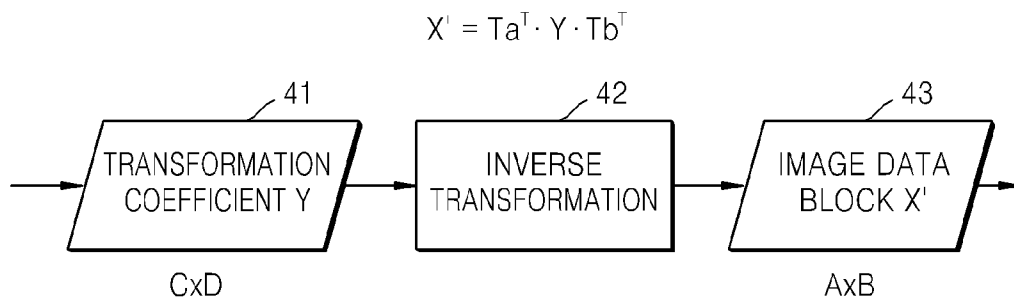 X' = Ta^T · Y · Tb^T
41
42
43
TRANSFORMATION
COEFFICIENT Y
INVERSE
TRANSFORMATION
IMAGE DATA
BLOCK X'
CxD
AxB